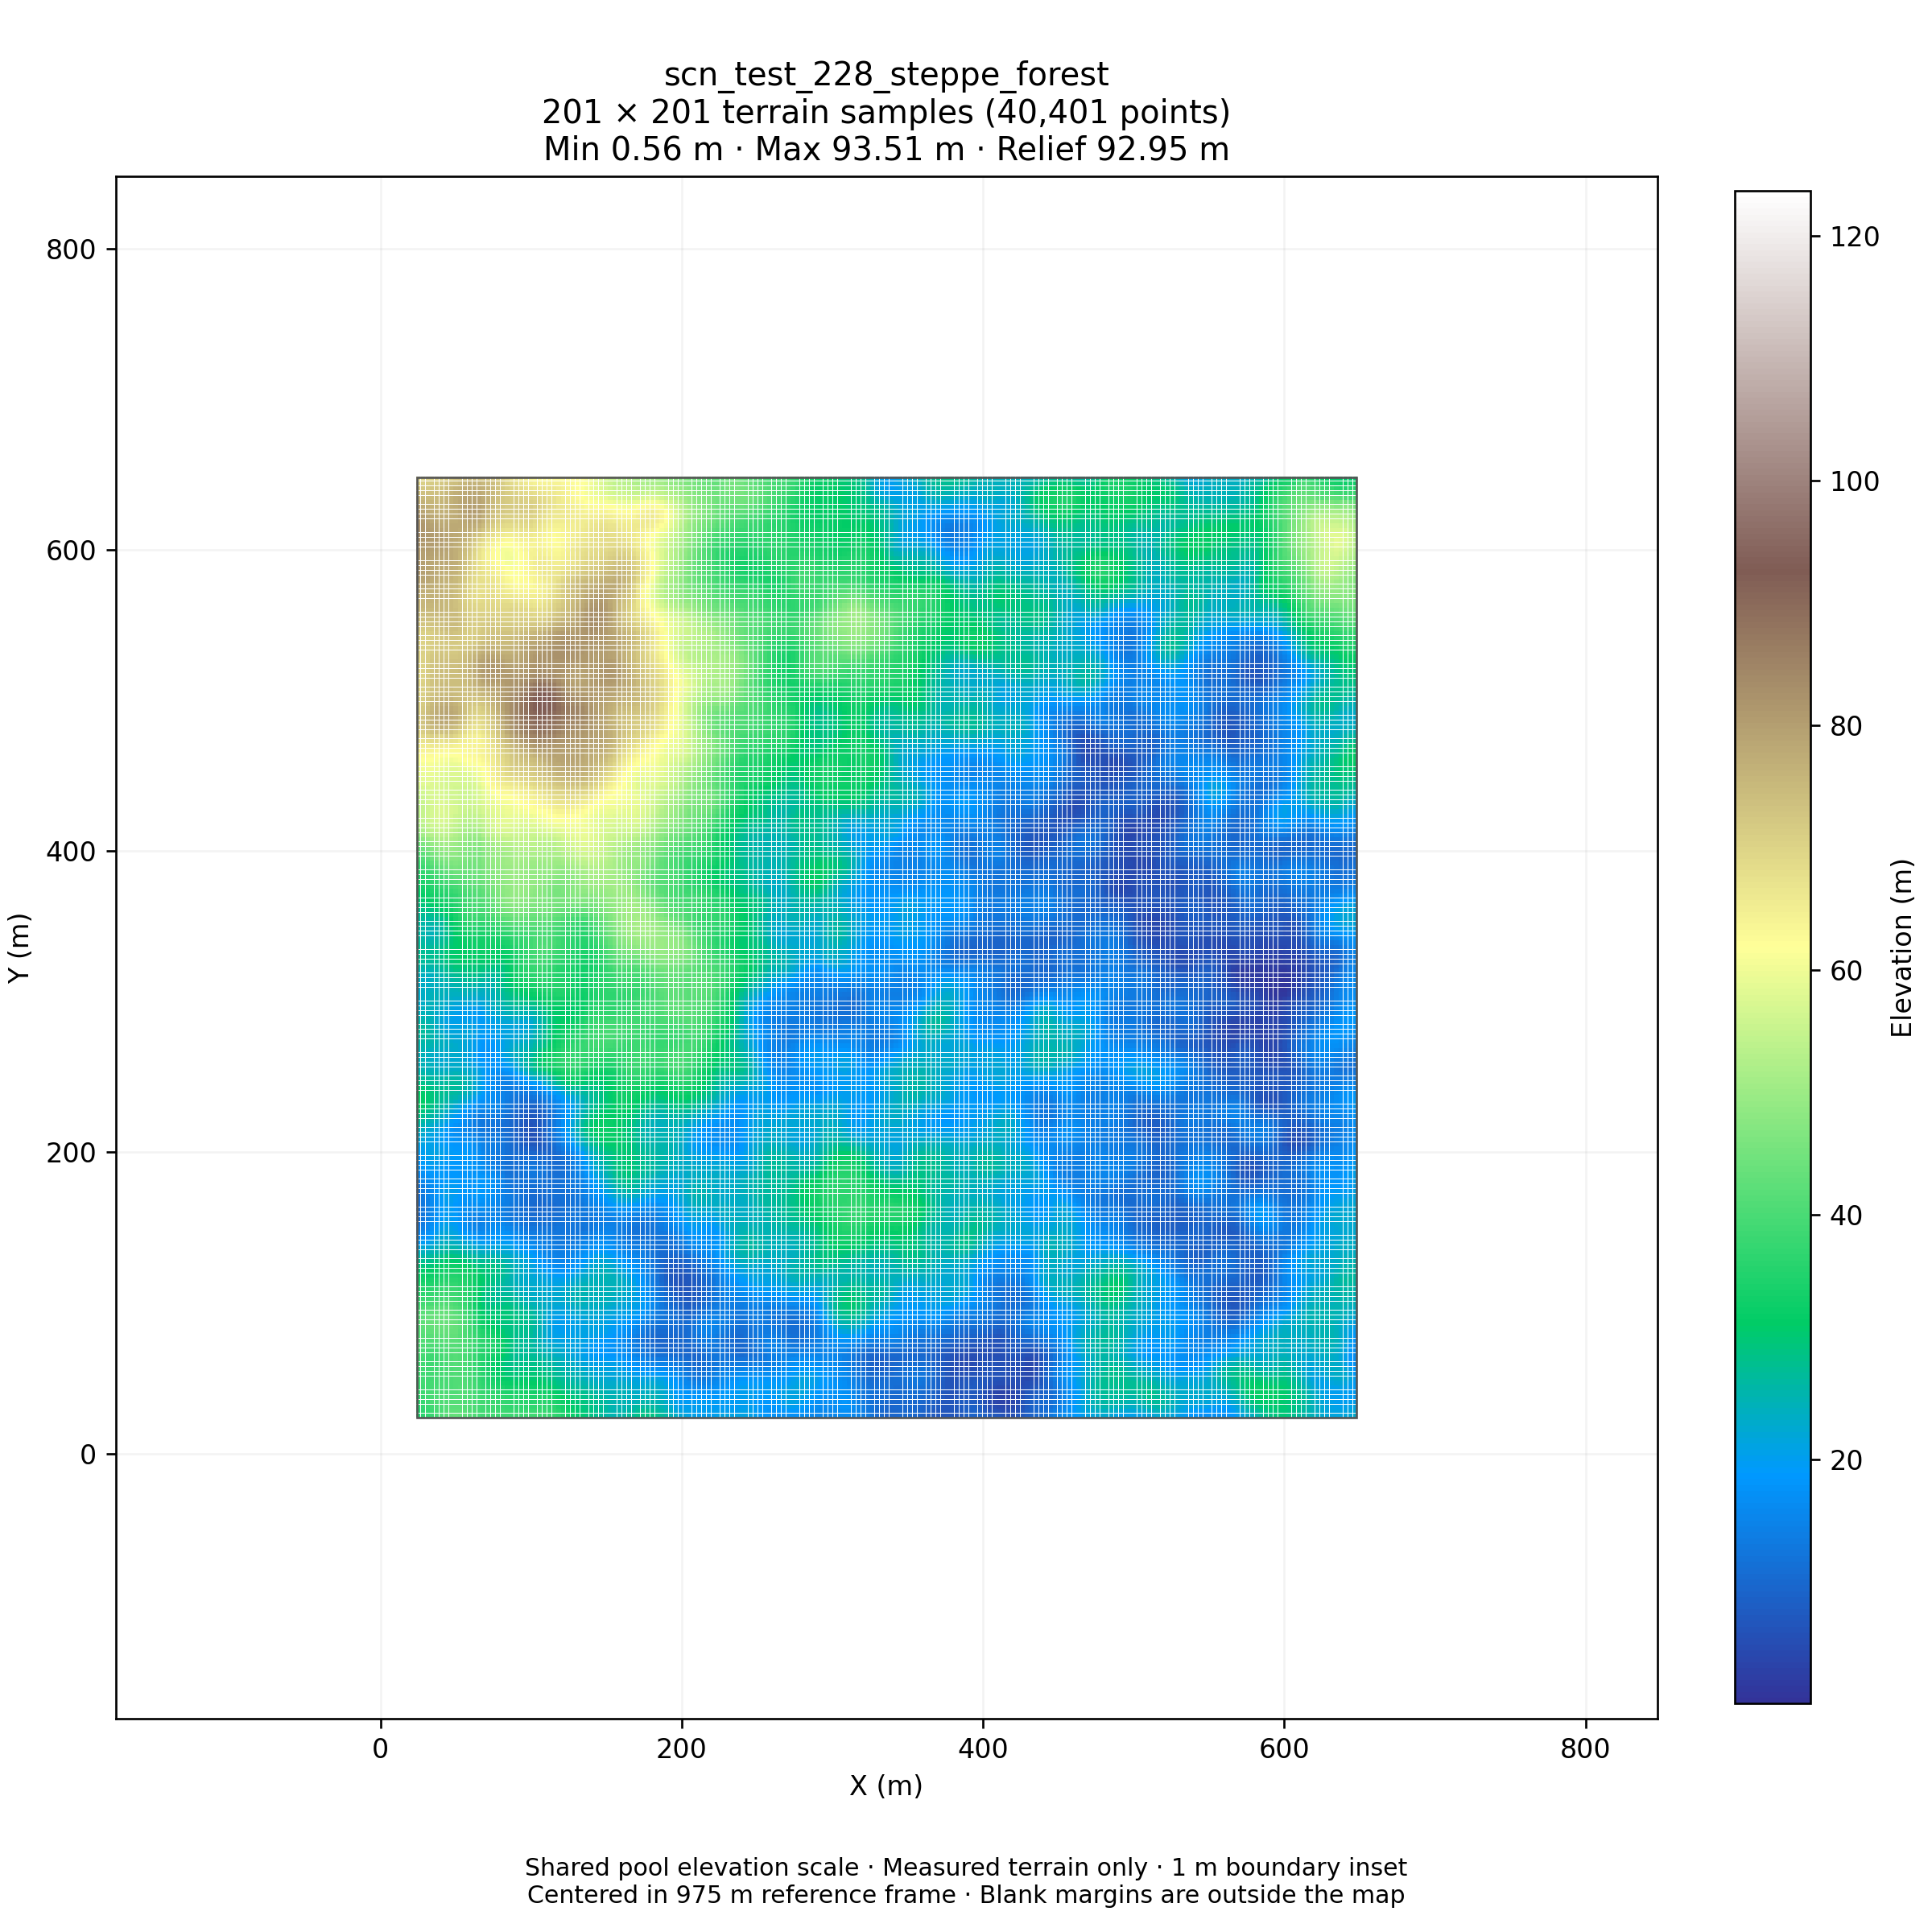 scn_test_228_steppe_forest
201 × 201 terrain samples (40,401 points)
Min 0.56 m · Max 93.51 m · Relief 92.95 m
800
600
400
200
0
Y (m)
0
200
400
600
800
X (m)
120
100
80
60
40
20
Elevation (m)
Shared pool elevation scale · Measured terrain only · 1 m boundary inset
Centered in 975 m reference frame · Blank margins are outside the map